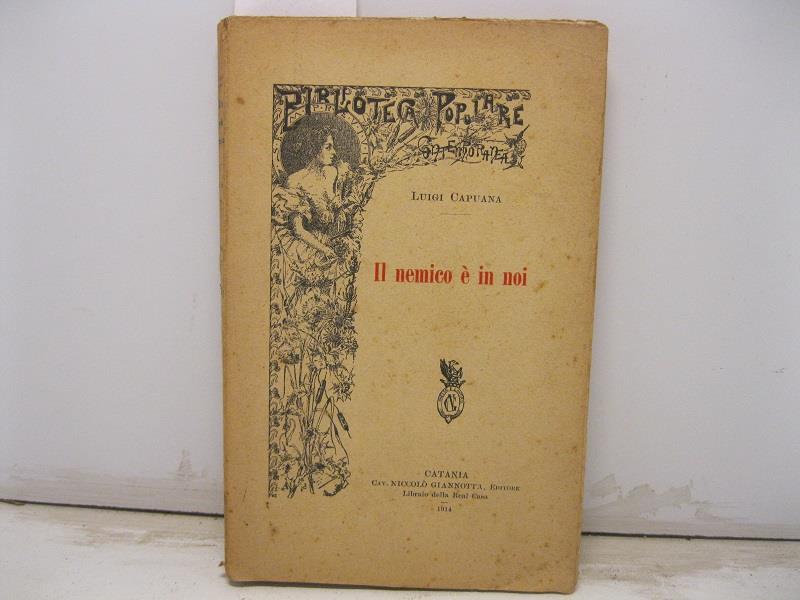 BIBLIOTECA POPOLARE
CONTEMPORANEA
LUIGI CAPUANA
Il nemico è in noi
CATANIA
CAV. NICCOLÒ GIANNOTTA, EDITORE
Libraio della Real Casa
1914